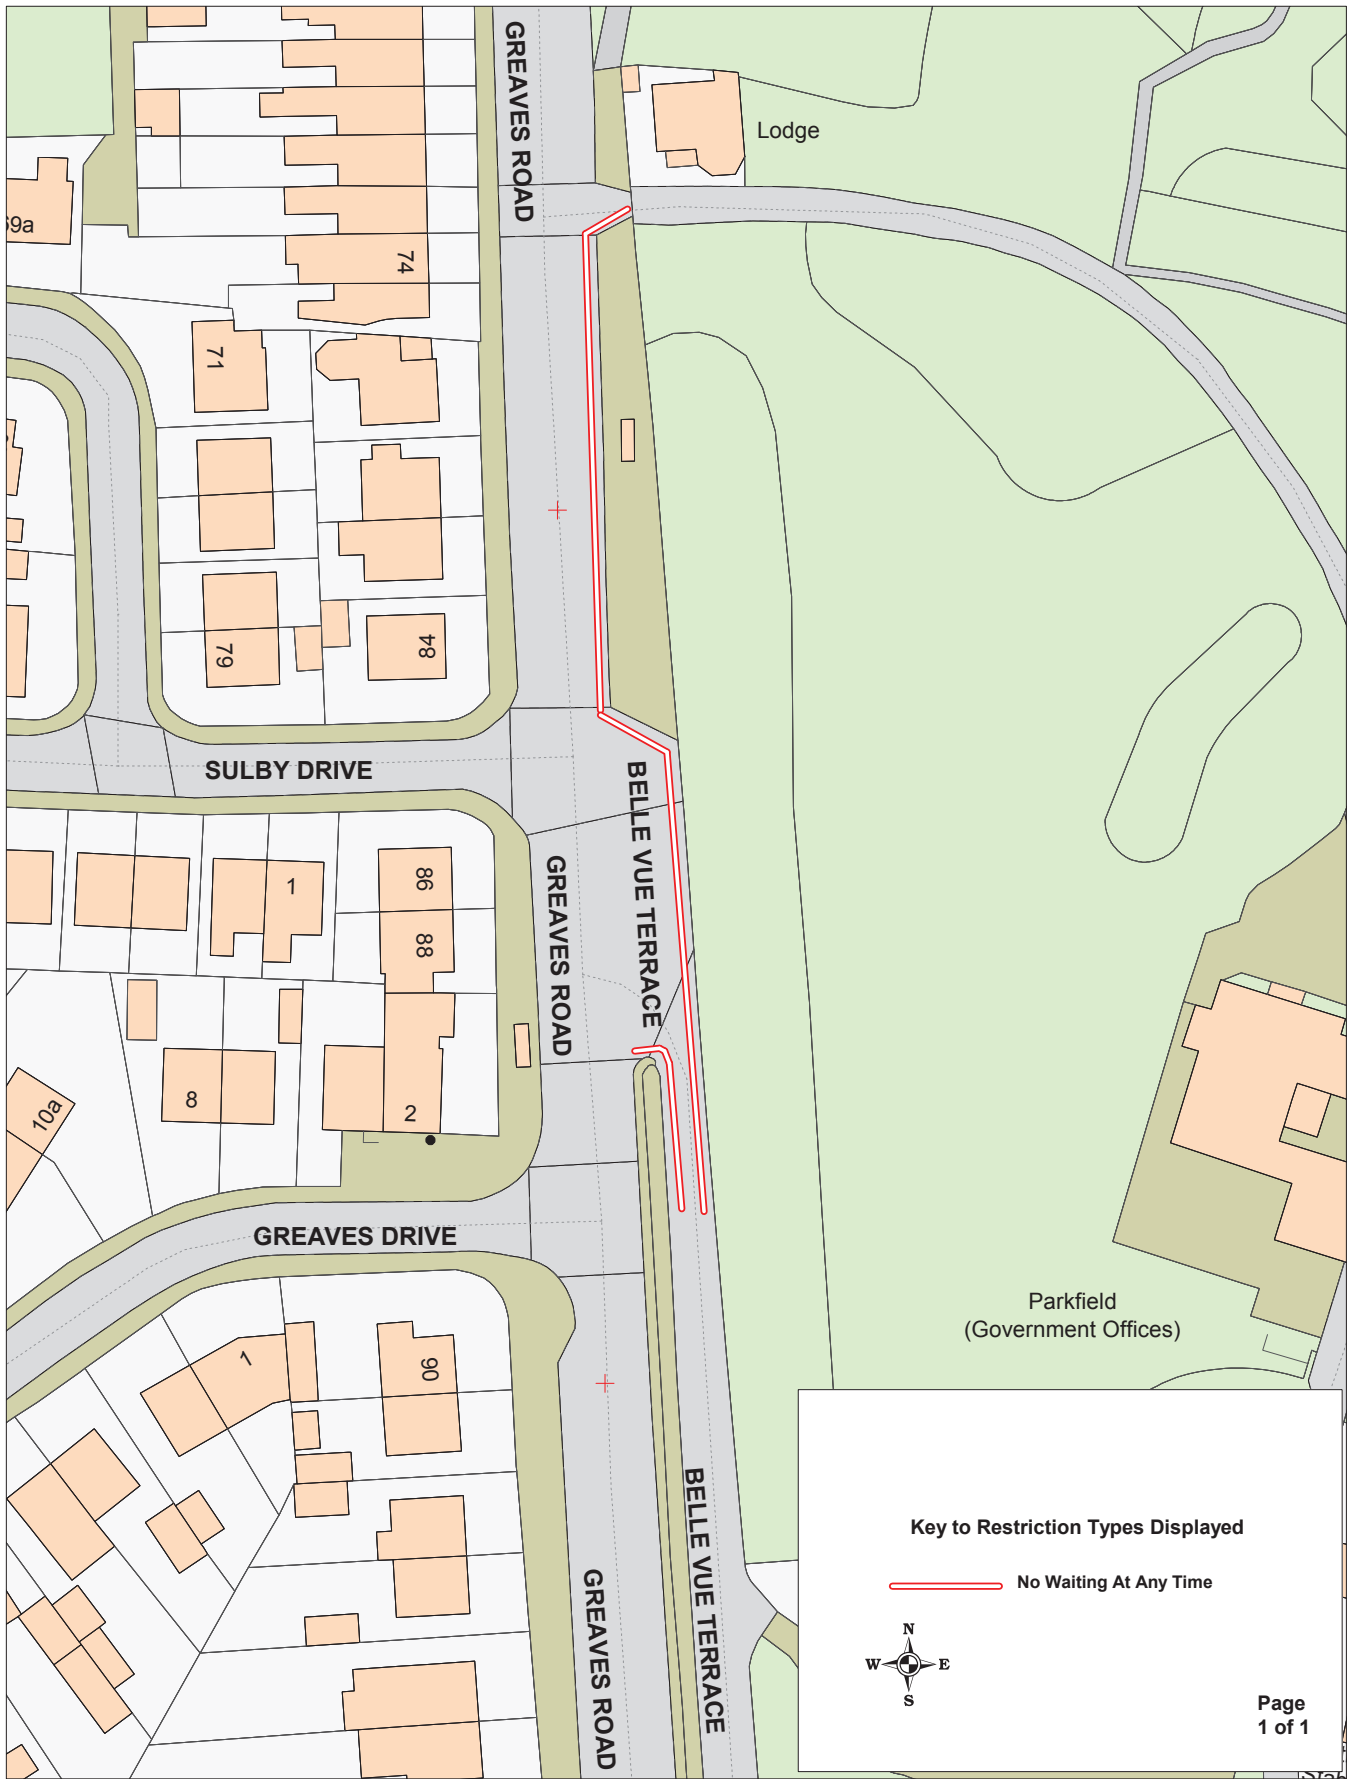 GREAVES ROAD
Lodge
69a
74
71
79
84
SULBY DRIVE
BELLE VUE TERRACE
GREAVES ROAD
1
86
88
8
2
10a
GREAVES DRIVE
1
90
Parkfield
(Government Offices)
BELLE VUE TERRACE
GREAVES ROAD
Key to Restriction Types Displayed
No Waiting At Any Time
N
W E
S
Page
1 of 1